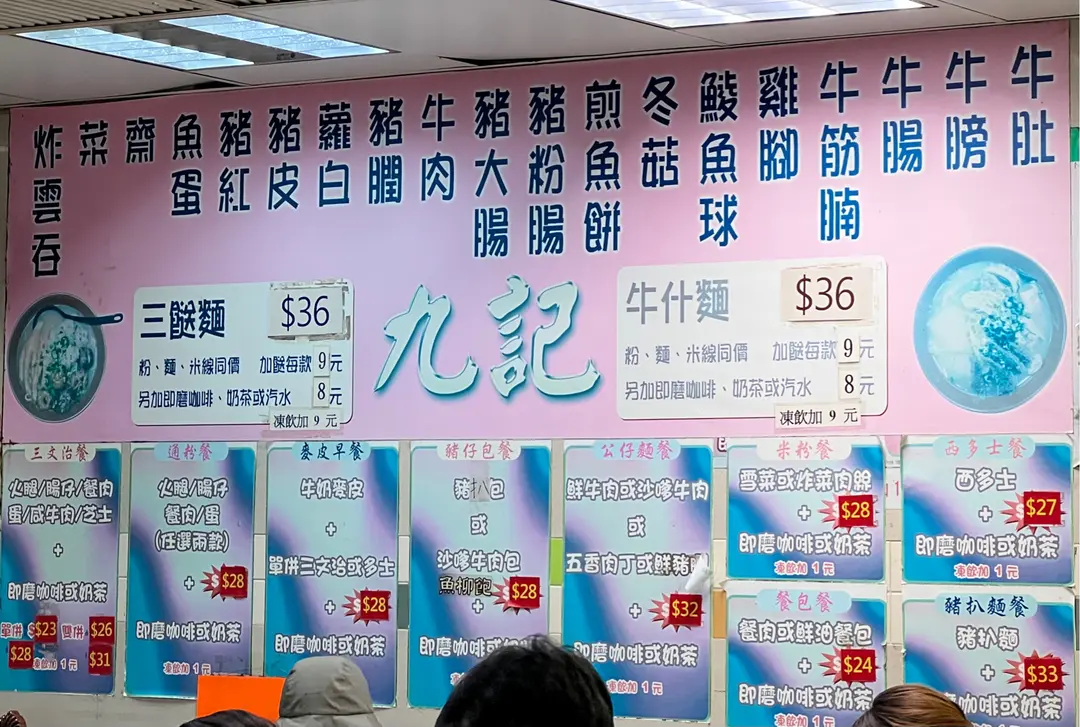 炸雲吞
菜
齋
魚蛋
豬紅
豬皮
蘿白
豬膶
牛肉
豬大腸
豬粉腸
煎魚餅
冬菇
鯪魚球
雞腳
牛筋腩
牛腸
牛膀
牛肚
三餸麵 $36
粉、麵、米線同價 加餸每款 9 元
另加即磨咖啡、奶茶或汽水 8 元
凍飲加 9 元
九記
牛什麵 $36
粉、麵、米線同價 加餸每款 9 元
另加即磨咖啡、奶茶或汽水 8 元
凍飲加 9 元
三文治餐
火腿/腸仔/餐肉
蛋/咸牛肉/芝士
+
即磨咖啡或奶茶
單併 $23 雙併 $26
$28 凍飲加 1 元 $31
通粉餐
火腿/腸仔
餐肉/蛋
(任選兩款)
+ $28
即磨咖啡或奶茶
凍飲加 1 元
麥皮早餐
牛奶麥皮
+
單併三文治或多士
+ $28
即磨咖啡或奶茶
豬仔包餐
豬扒包
或
沙嗲牛肉包
魚柳飽
+ $28
即磨咖啡或奶茶
公仔麵餐
鮮牛肉或沙嗲牛肉
或
五香肉丁或鮮豬
+ $32
即磨咖啡或奶茶
凍飲加 1 元
米粉餐
雪菜或炸菜肉絲
+ $28
即磨咖啡或奶茶
凍飲加 1 元
西多士餐
西多士
+ $27
即磨咖啡或奶茶
凍飲加 1 元
餐包餐
餐肉或鮮油餐包
+ $24
即磨咖啡或奶茶
凍飲加 1 元
豬扒麵餐
豬扒麵
+ $33
即磨咖啡或奶茶